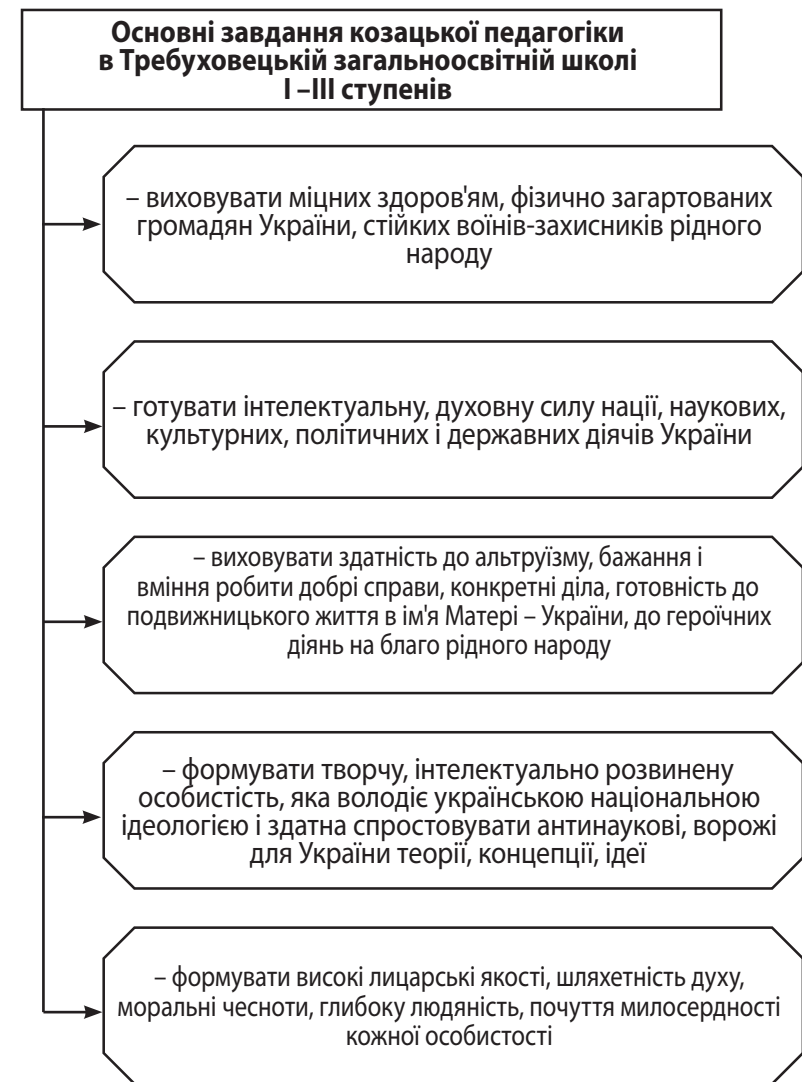 Основні завдання козацької педагогіки
в Требуховецькій загальноосвітній школі
І –ІІІ ступенів
– виховувати міцних здоров'ям, фізично загартованих
громадян України, стійких воїнів-захисників рідного
народу
– готувати інтелектуальну, духовну силу нації, наукових,
культурних, політичних і державних діячів України
– виховувати здатність до альтруїзму, бажання і
вміння робити добрі справи, конкретні діла, готовність до
подвижницького життя в ім'я Матері – України, до героїчних
діянь на благо рідного народу
– формувати творчу, інтелектуально розвинену
особистість, яка володіє українською національною
ідеологією і здатна спростовувати антинаукові, ворожі
для України теорії, концепції, ідеї
– формувати високі лицарські якості, шляхетність духу,
моральні чесноти, глибоку людяність, почуття милосердності
кожної особистості